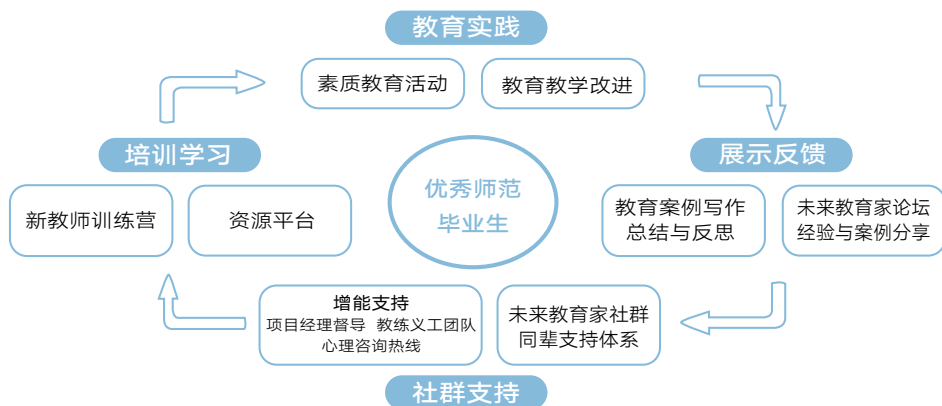 教育实践
素质教育活动
教育教学改进
培训学习
展示反馈
新教师训练营
资源平台
优秀师范
毕业生
教育案例写作
总结与反思
未来教育家论坛
经验与案例分享
增能支持
项目经理督导 教练义工团队
心理咨询热线
未来教育家社群
同辈支持体系
社群支持